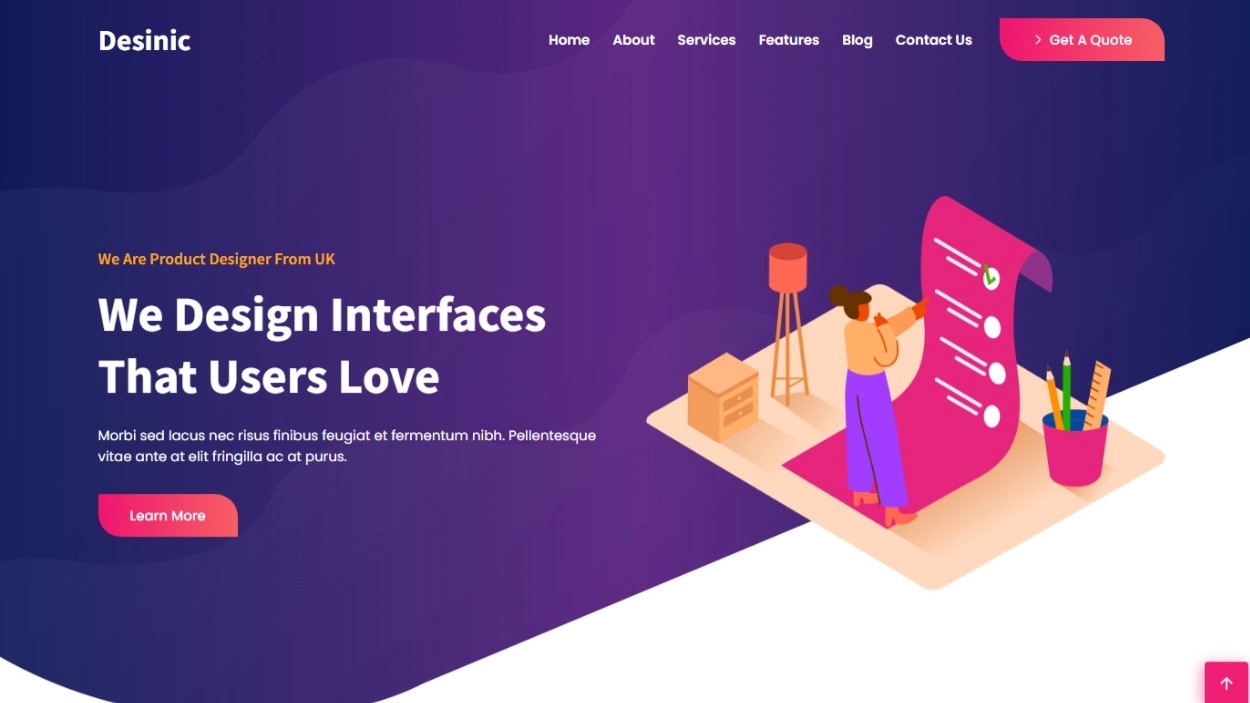 Desinic
Home About Services Features Blog Contact Us Get A Quote
We Are Product Designer From UK
We Design Interfaces
That Users Love
Morbi sed lacus nec risus finibus feugiat et fermentum nibh. Pellentesque
vitae ante at elit fringilla ac at purus.
Learn More